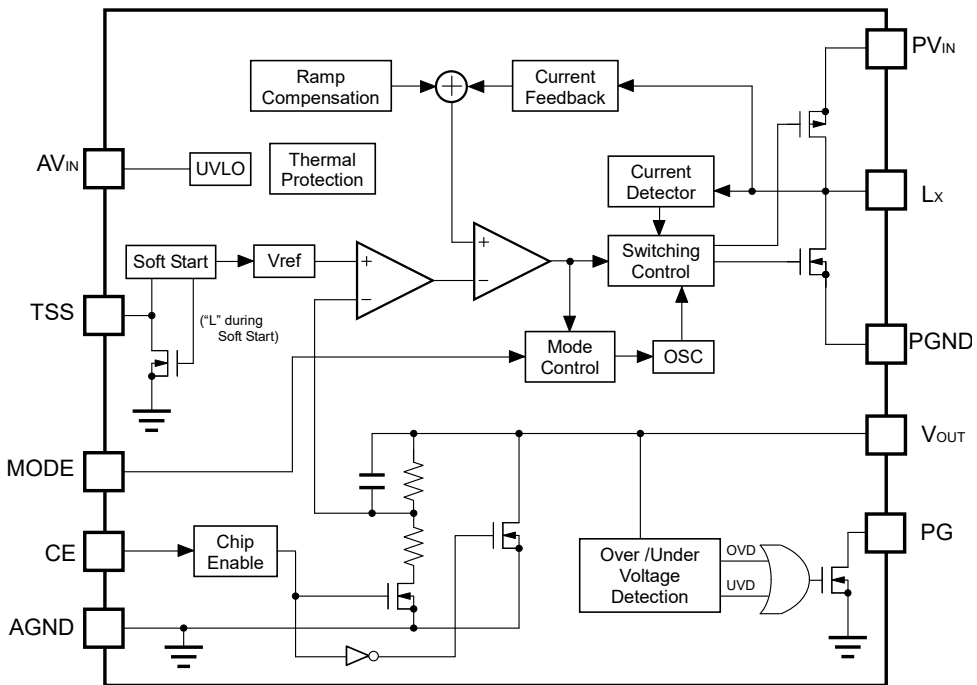 PVIN
Ramp
Compensation
+
Current
Feedback
AVIN
UVLO
Thermal
Protection
Current
Detector
LX
Soft Start
Vref
+
−
+
−
Switching
Control
TSS
("L" during
Soft Start)
Mode
Control
OSC
PGND
VOUT
MODE
CE
Chip
Enable
Over /Under
Voltage
Detection
OVD
UVD
PG
AGND